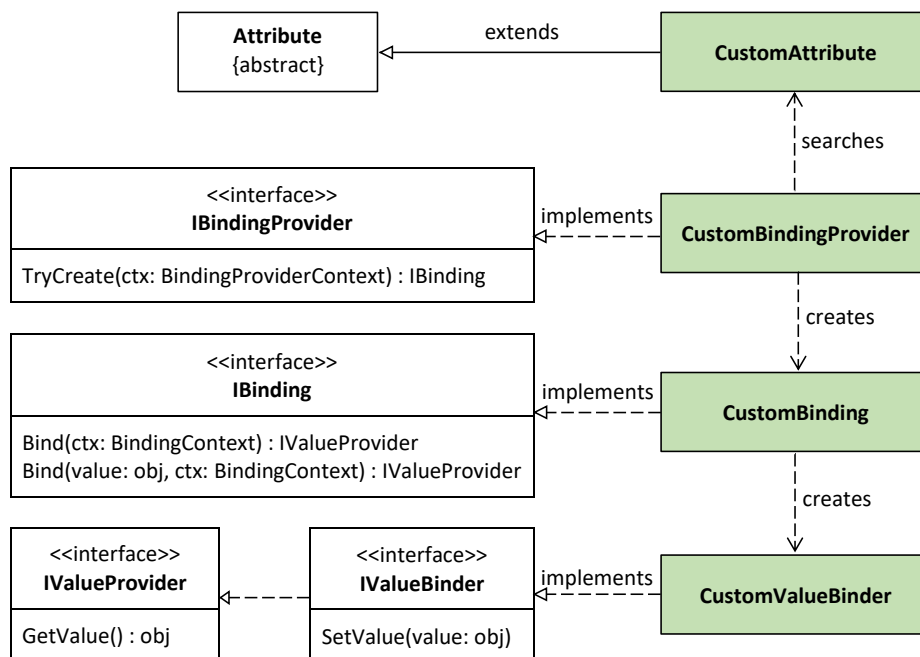 Attribute
{abstract}
extends
CustomAttribute
searches
<<interface>>
IBindingProvider
TryCreate(ctx: BindingProviderContext) : IBinding
implements
CustomBindingProvider
creates
<<interface>>
IBinding
Bind(ctx: BindingContext) : IValueProvider
Bind(value: obj, ctx: BindingContext) : IValueProvider
implements
CustomBinding
creates
<<interface>>
IValueProvider
GetValue() : obj
<<interface>>
IValueBinder
SetValue(value: obj)
implements
CustomValueBinder